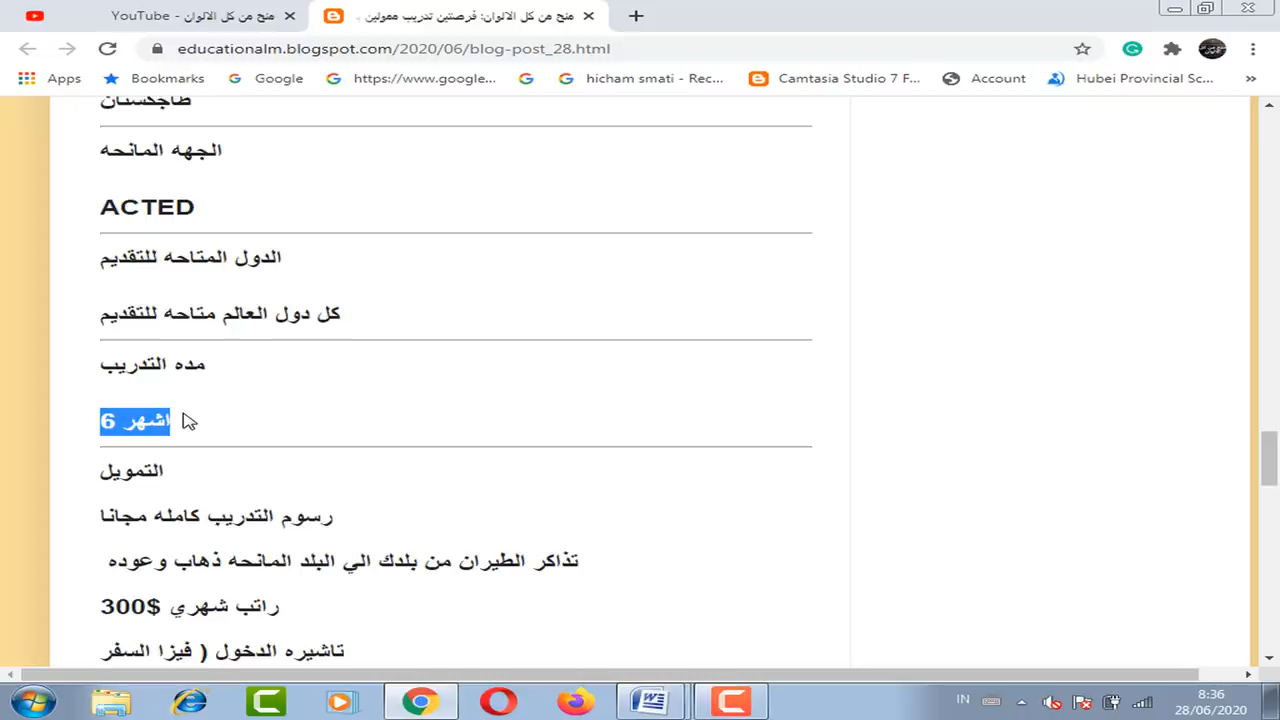 منح من كل الالوان - YouTube
منح من كل الالوان: فرصتين تدريب ممولين
educationalm.blogspot.com/2020/06/blog-post_28.html
Apps
Bookmarks
Google
https://www.google...
hicham smati - Rec...
Camtasia Studio 7 F...
Account
Hubei Provincial Sc...
»
طاجكستان
الجهه المانحه
ACTED
الدول المتاحه للتقديم
كل دول العالم متاحه للتقديم
مده التدريب
6 اشهر
التمويل
رسوم التدريب كامله مجانا
تذاكر الطيران من بلدك الي البلد المانحه ذهاب وعوده
راتب شهري $300
تاشيره الدخول ( فيزا السفر
IN
8:36
28/06/2020